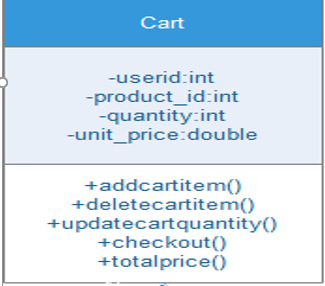 Cart
-userid:int
-product_id:int
-quantity:int
-unit_price:double
+addcartitem()
+deletecartitem()
+updatecartquantity()
+checkout()
+totalprice()